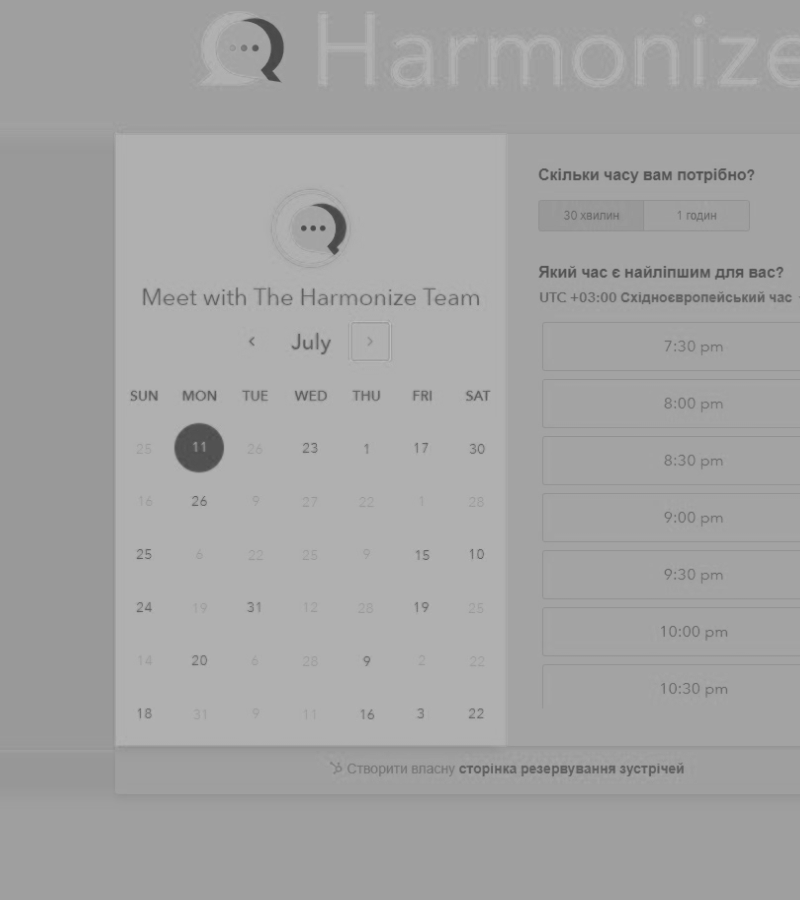 Harmonize
Meet with The Harmonize Team
July
SUN MON TUE WED THU FRI SAT
25 11 26 23 1 17 30
16 26 9 27 22 1 28
25 6 22 25 9 15 10
24 19 31 12 28 19 25
14 20 6 28 9 2 22
18 31 9 11 16 3 22
Скільки часу вам потрібно?
30 хвилин 1 годин
Який час є найліпшим для вас?
UTC +03:00 Східноєвропейський час
7:30 pm
8:00 pm
8:30 pm
9:00 pm
9:30 pm
10:00 pm
10:30 pm
Створити власну сторінка резервування зустрічей